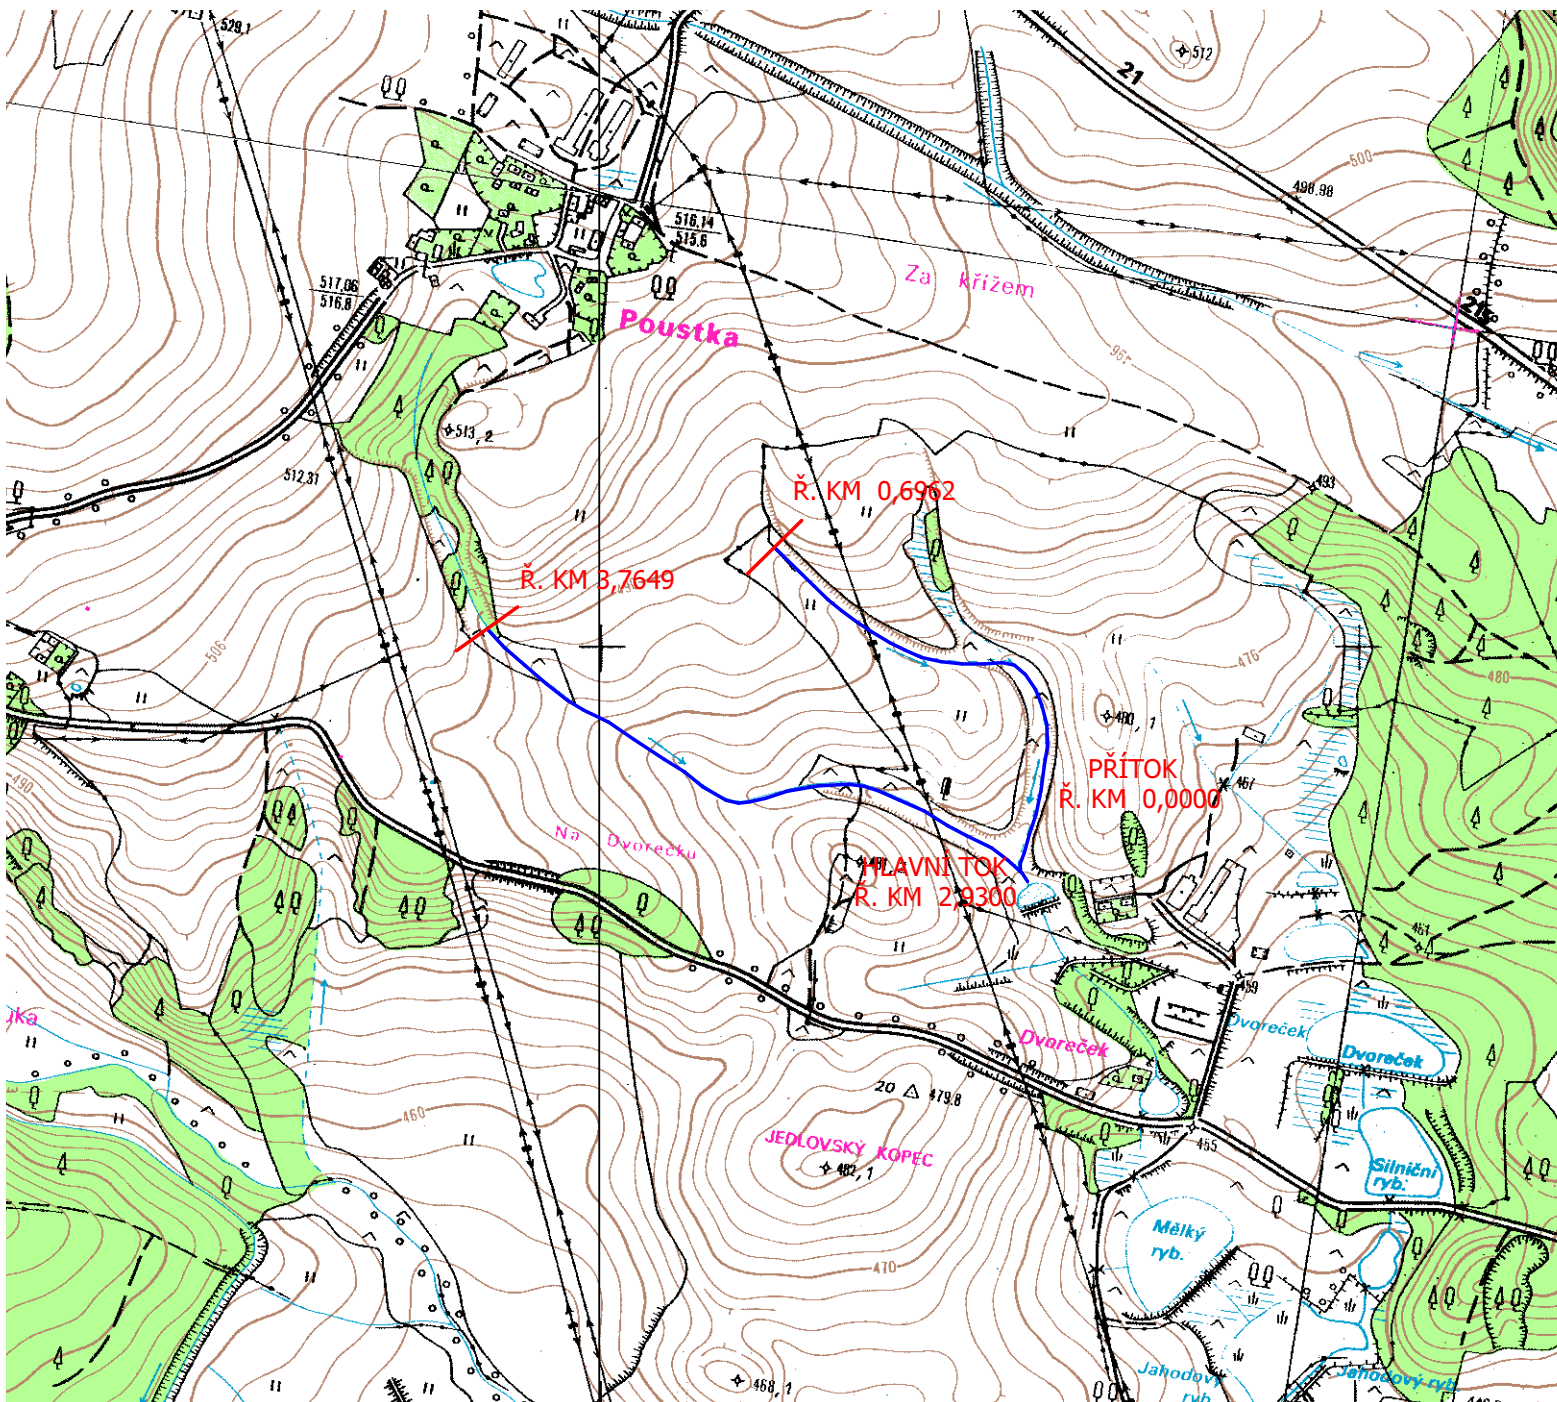 529.1
512
21
500
498.98
516.14
515.6
Za křížem
517.06
516.8
Poustka
21
496
513,2
512.31
493
Ř. KM 0,6962
Ř. KM 3,7649
506
476
480
480,1
PŘÍTOK
Ř. KM 0,0000
467
490
Na Dvorečku
HLAVNÍ TOK
Ř. KM 2,9300
461
459
Dvoreček
Dvoreček
Dvoreček
20
479.8
460
455
JEDLOVSKÝ KOPEC
482,1
Silniční
ryb.
Mělký
ryb.
470
468,1
Jahodový
ryb.
Jahodový ryb.